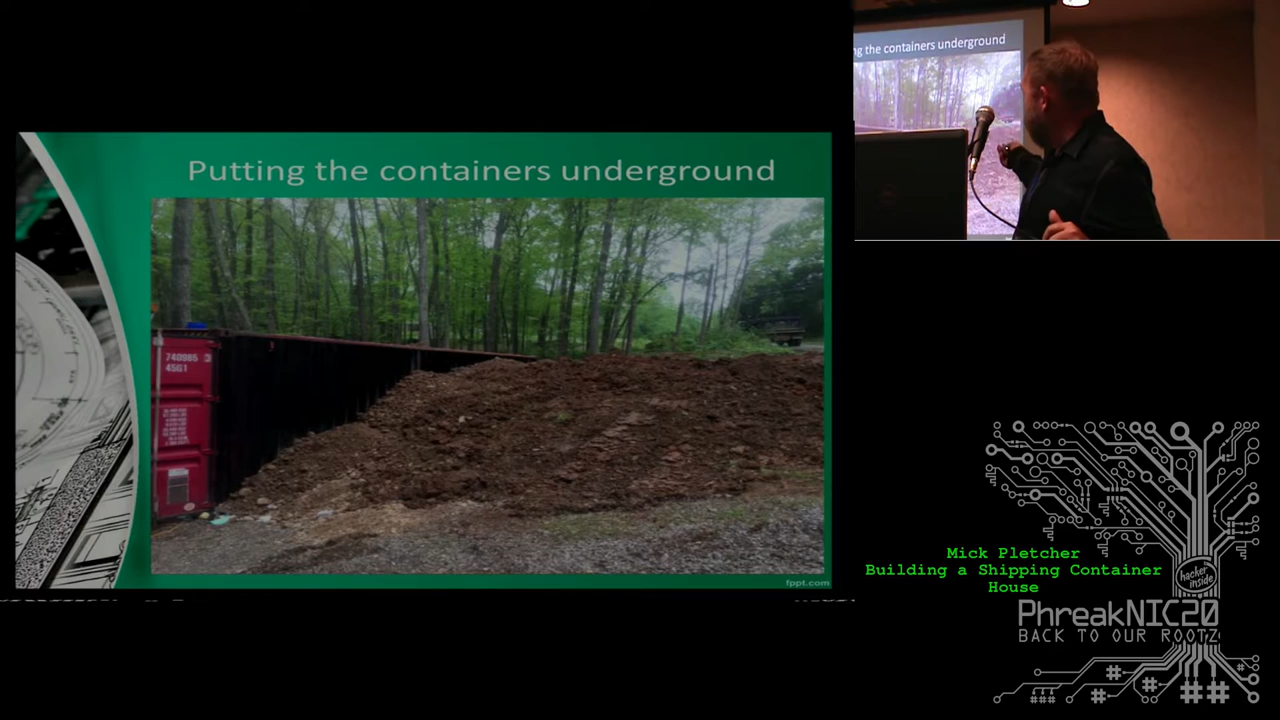 Putting the containers underground
740985 3
45G1
fppt.com
ng the containers underground
Mick Pletcher
Building a Shipping Container
House
hacker
inside
PhreakNIC20
BACK TO OUR ROOTZ